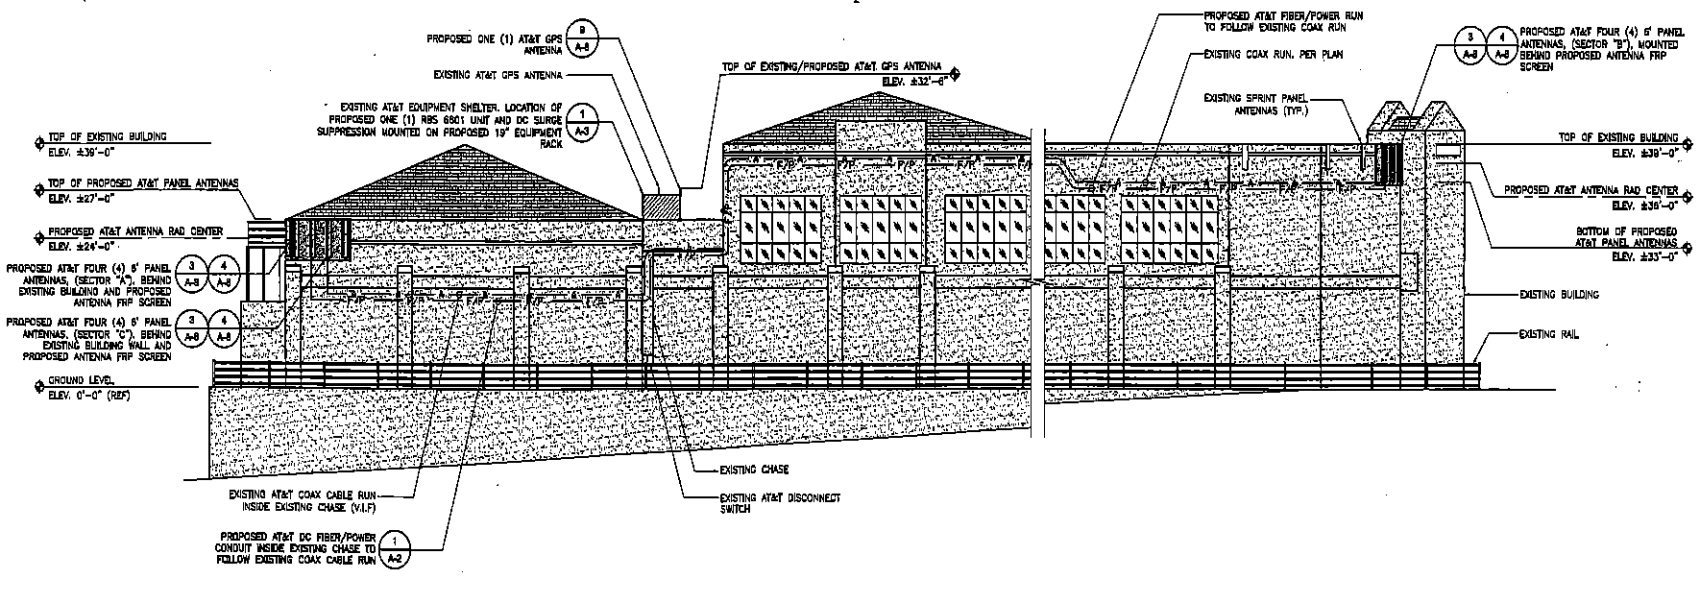 PROPOSED ONE (1) AT&T GPS
ANTENNA
9
A-8
EXISTING AT&T GPS ANTENNA
EXISTING AT&T EQUIPMENT SHELTER. LOCATION OF
PROPOSED ONE (1) RBS 6601 UNIT AND DC SURGE
SUPPRESSION MOUNTED ON PROPOSED 19" EQUIPMENT
RACK
1
A-3
TOP OF EXISTING/PROPOSED AT&T. GPS ANTENNA
ELEV. ±32'-6"
PROPOSED AT&T FIBER/POWER RUN
TO FOLLOW EXISTING COAX RUN
EXISTING COAX RUN. PER PLAN
EXISTING SPRINT PANEL
ANTENNAS (TYP.)
3
A-8
4
A-8
PROPOSED AT&T FOUR (4) 6' PANEL
ANTENNAS, (SECTOR "B"), MOUNTED
BEHIND PROPOSED ANTENNA FRP
SCREEN
TOP OF EXISTING BUILDING
ELEV. ±39'-0"
TOP OF PROPOSED AT&T PANEL ANTENNAS
ELEV. ±27'-0"
PROPOSED AT&T ANTENNA RAD CENTER
ELEV. ±24'-0"
PROPOSED AT&T FOUR (4) 6' PANEL
ANTENNAS, (SECTOR "A"), BEHIND
EXISTING BUILDING AND PROPOSED
ANTENNA FRP SCREEN
3
A-8
4
A-8
PROPOSED AT&T FOUR (4) 6' PANEL
ANTENNAS, (SECTOR "C"), BEHIND
EXISTING BUILDING WALL AND
PROPOSED ANTENNA FRP SCREEN
3
A-8
4
A-8
GROUND LEVEL
ELEV. 0'-0" (REF)
TOP OF EXISTING BUILDING
ELEV. ±39'-0"
PROPOSED AT&T ANTENNA RAD CENTER
ELEV. ±36'-0"
BOTTOM OF PROPOSED
AT&T PANEL ANTENNAS
ELEV. ±33'-0"
EXISTING BUILDING
EXISTING RAIL
EXISTING CHASE
EXISTING AT&T DISCONNECT
SWITCH
EXISTING AT&T COAX CABLE RUN
INSIDE EXISTING CHASE (V.I.F)
PROPOSED AT&T DC FIBER/POWER
CONDUIT INSIDE EXISTING CHASE TO
FOLLOW EXISTING COAX CABLE RUN
1
A-2